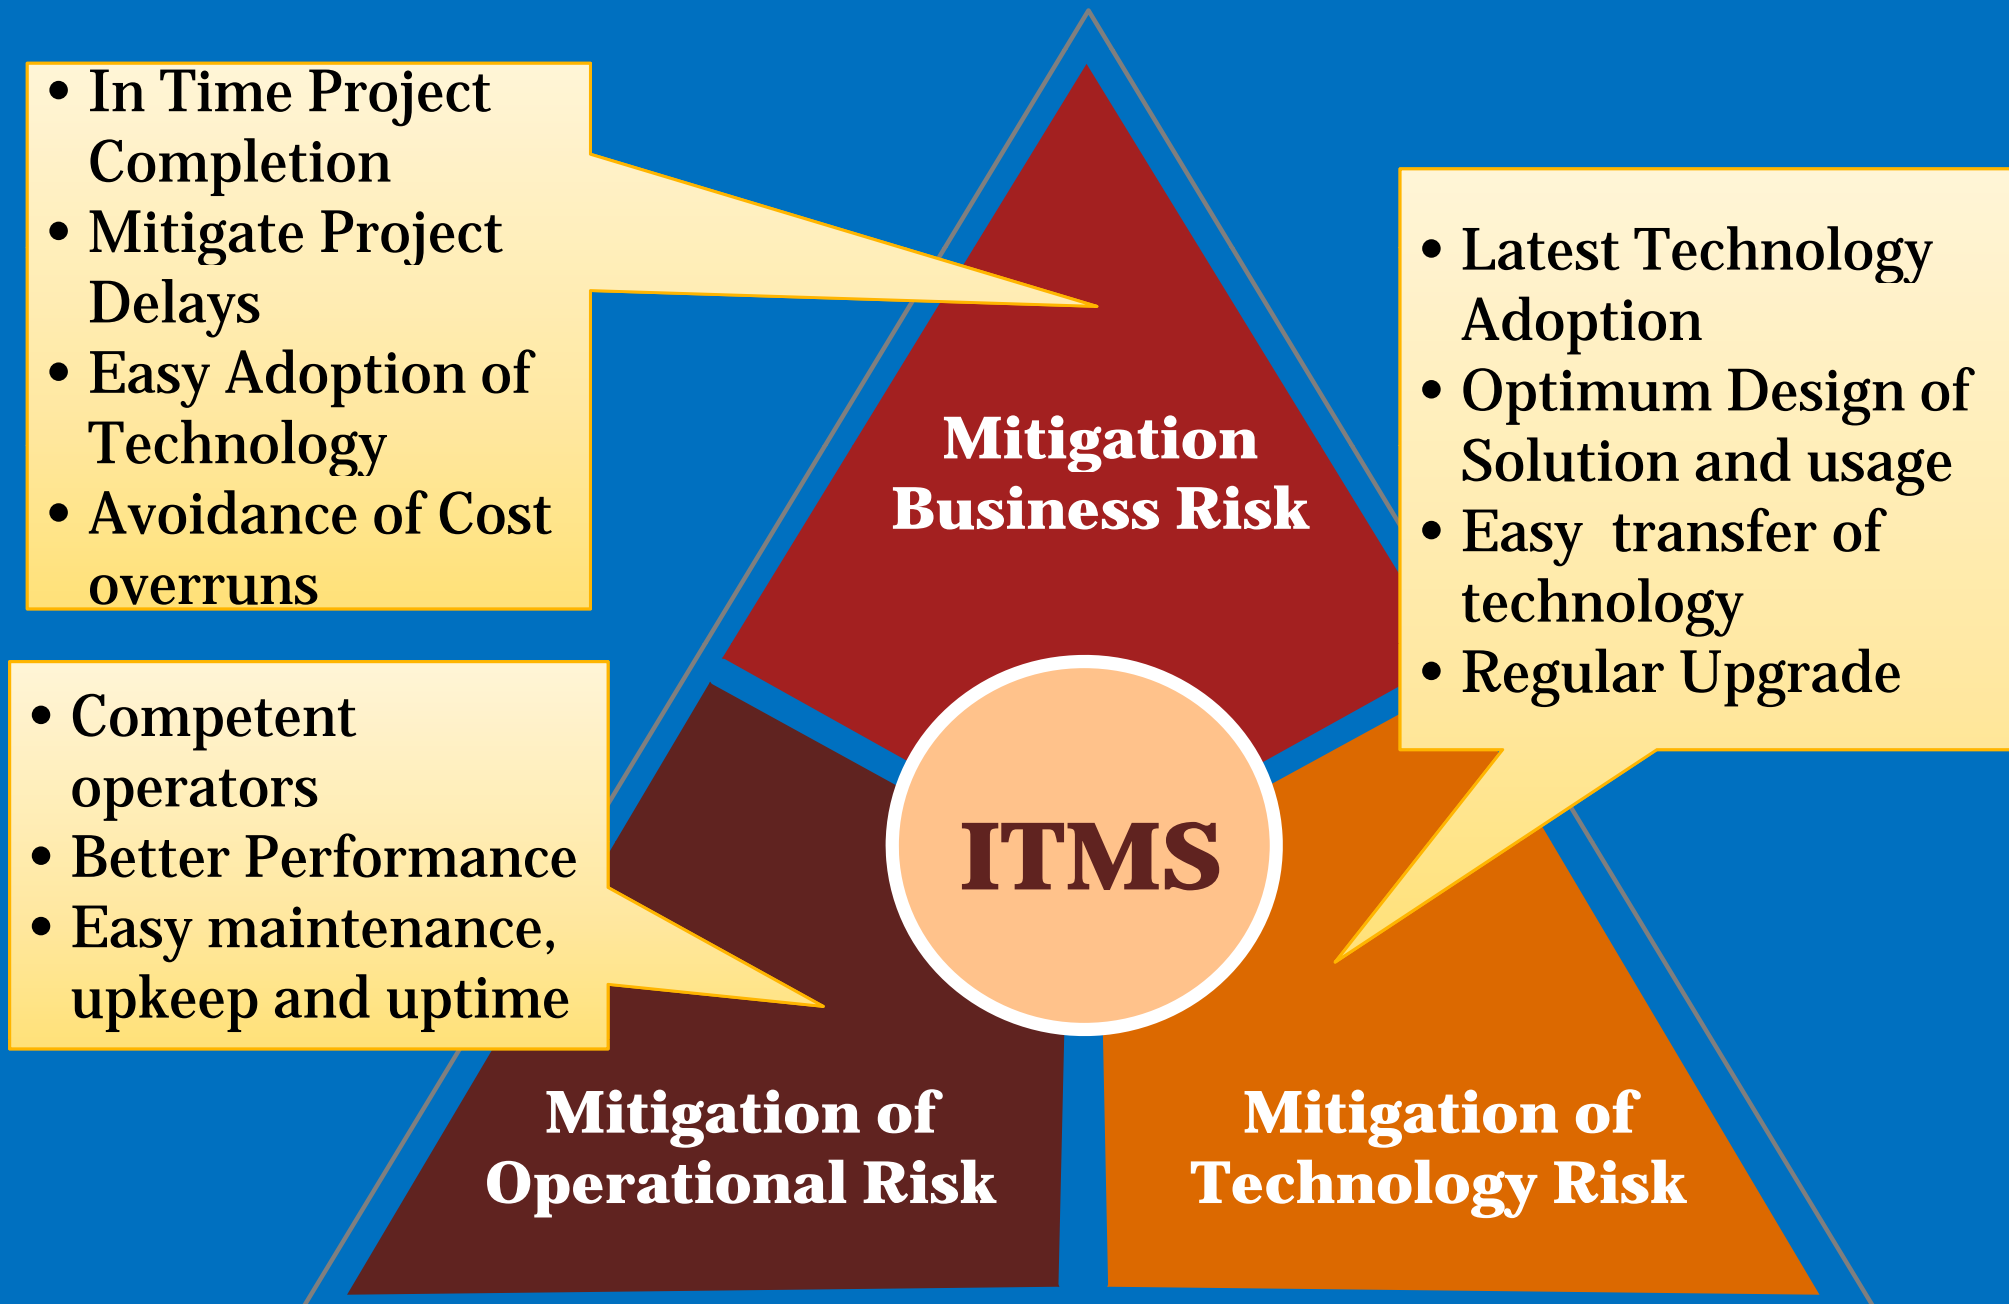 • In Time Project
Completion
• Mitigate Project
Delays
• Easy Adoption of
Technology
• Avoidance of Cost
overruns
• Latest Technology
Adoption
• Optimum Design of
Solution and usage
• Easy  transfer of
technology
• Regular Upgrade
Mitigation
Business Risk
• Competent
operators
• Better Performance
• Easy maintenance,
upkeep and uptime
ITMS
Mitigation of
Operational Risk
Mitigation of
Technology Risk